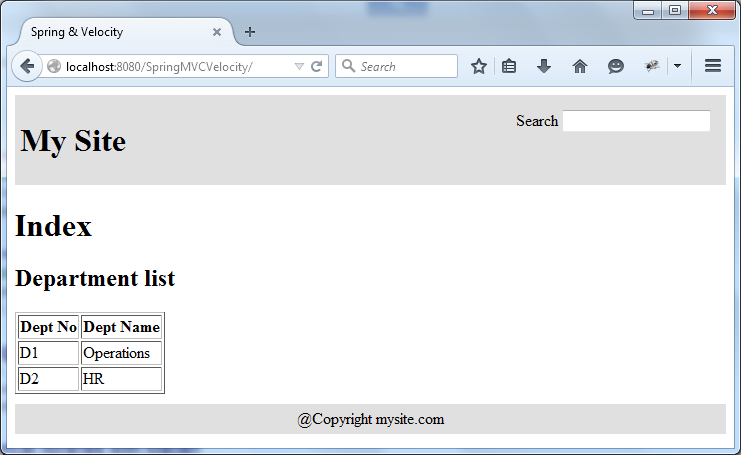 Spring & Velocity
localhost:8080/SpringMVCVelocity/
Search
My Site
Search
Index
Department list
Dept No Dept Name
D1 Operations
D2 HR
@Copyright mysite.com